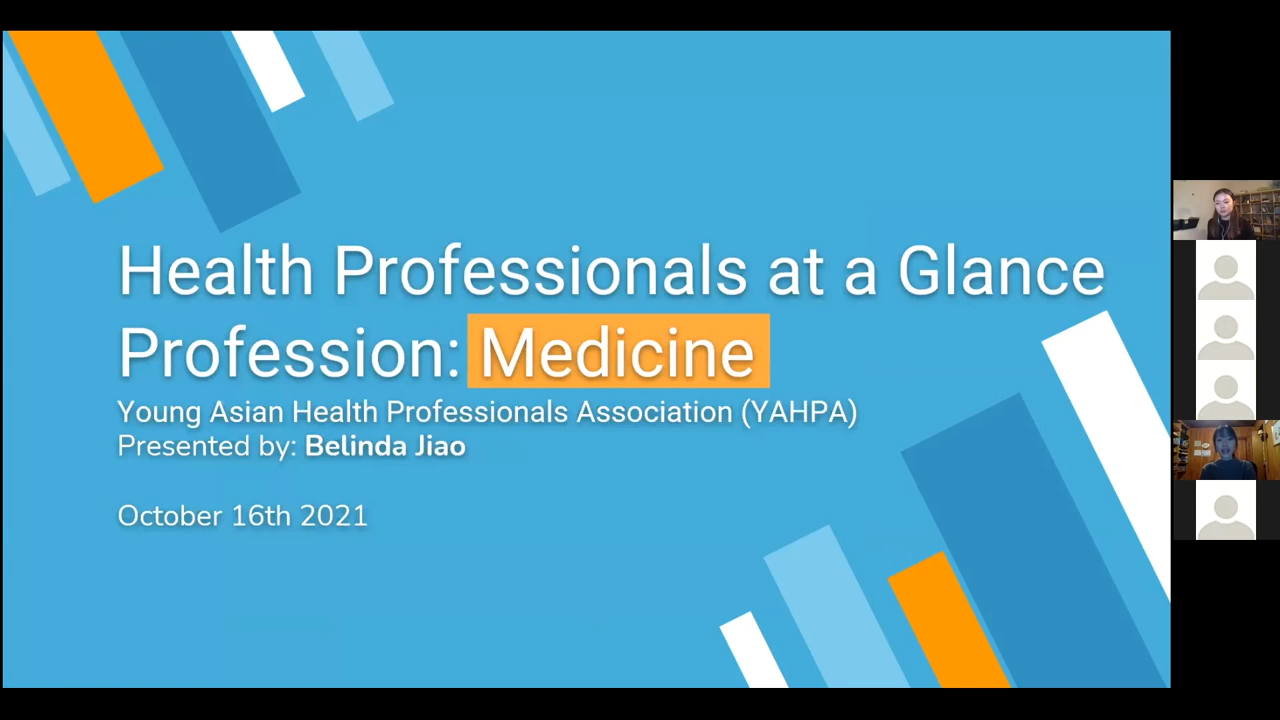 Health Professionals at a Glance
Profession: Medicine
Young Asian Health Professionals Association (YAHPA)
Presented by: Belinda Jiao
October 16th 2021